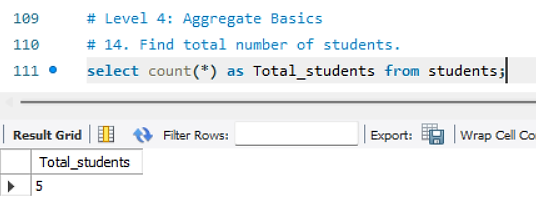 109 # Level 4: Aggregate Basics
110 # 14. Find total number of students.
111 select count(*) as Total_students from students;
Result Grid Filter Rows: Export: Wrap Cell Co
Total_students
5